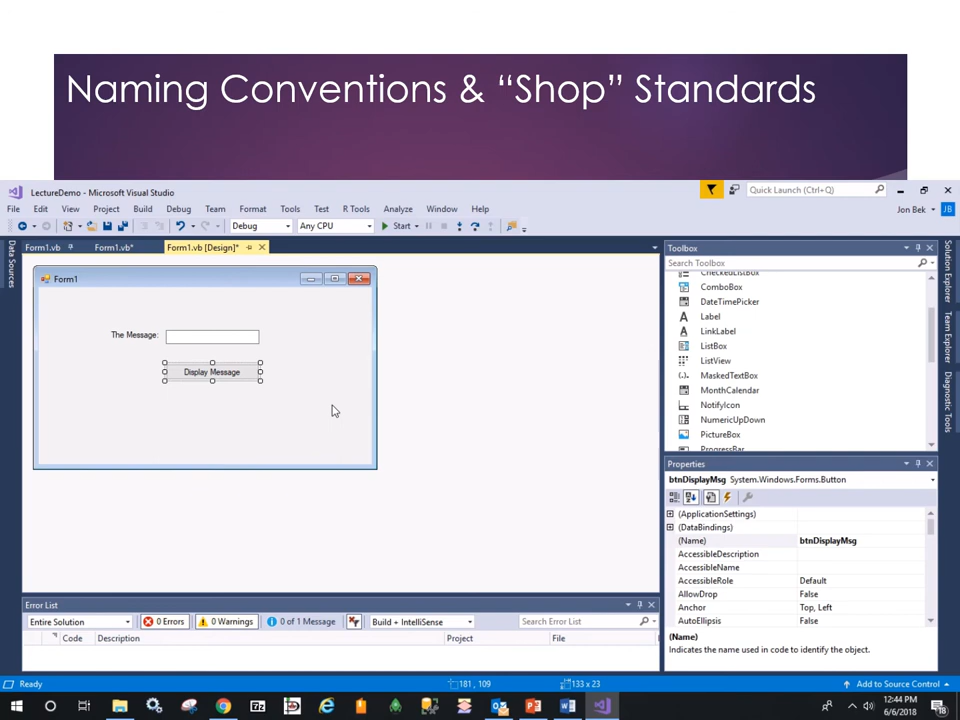 Naming Conventions & “Shop” Standards
LectureDemo - Microsoft Visual Studio
Quick Launch (Ctrl+Q)
File Edit View Project Build Debug Team Format Tools Test R Tools Analyze Window Help
Jon Bek JB
Debug Any CPU Start
Data Sources
Form1.vb Form1.vb* Form1.vb [Design]*
Form1
The Message:
Display Message
Toolbox
Search Toolbox
CheckedListBox
ComboBox
DateTimePicker
Label
LinkLabel
ListBox
ListView
MaskedTextBox
MonthCalendar
NotifyIcon
NumericUpDown
PictureBox
ProgressBar
Solution Explorer
Team Explorer
Diagnostic Tools
Properties
btnDisplayMsg System.Windows.Forms.Button
(ApplicationSettings)
(DataBindings)
(Name) btnDisplayMsg
AccessibleDescription
AccessibleName
AccessibleRole Default
AllowDrop False
Anchor Top, Left
AutoEllipsis False
(Name)
Indicates the name used in code to identify the object.
Error List
Entire Solution 0 Errors 0 Warnings 0 of 1 Message Build + IntelliSense Search Error List
Code Description Project File
Ready 181 , 109 133 x 23 Add to Source Control
12:44 PM
6/6/2018
18